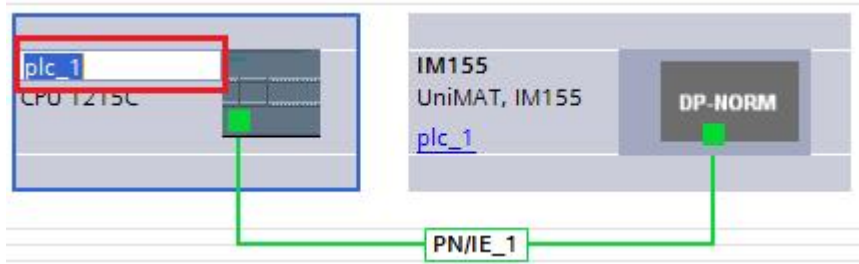 plc_1
CPU 1215C
IM155
UniMAT, IM155
plc_1
DP-NORM
PN/IE_1